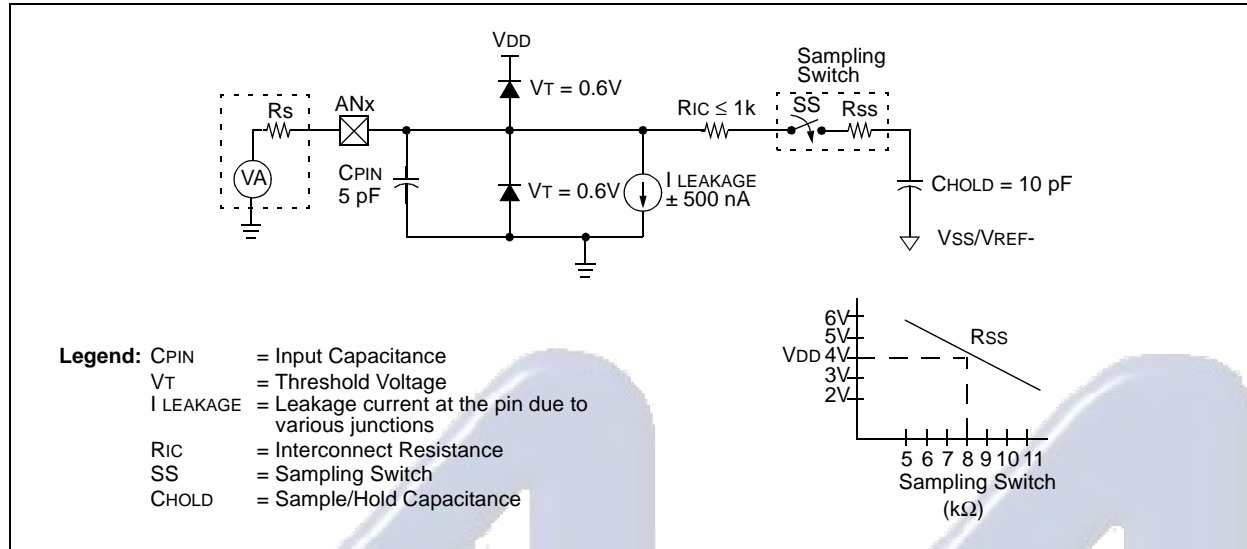 VDD
Sampling
Switch
VT = 0.6V
Rs
ANx
RIC ≤ 1k
SS
RSS
VA
CPIN
5 pF
VT = 0.6V
I LEAKAGE
± 500 nA
CHOLD = 10 pF
VSS/VREF-
6V
5V
VDD 4V
3V
2V
RSS
5 6 7 8 9 10 11
Sampling Switch
(kΩ)
Legend: CPIN = Input Capacitance
VT = Threshold Voltage
I LEAKAGE = Leakage current at the pin due to
various junctions
RIC = Interconnect Resistance
SS = Sampling Switch
CHOLD = Sample/Hold Capacitance